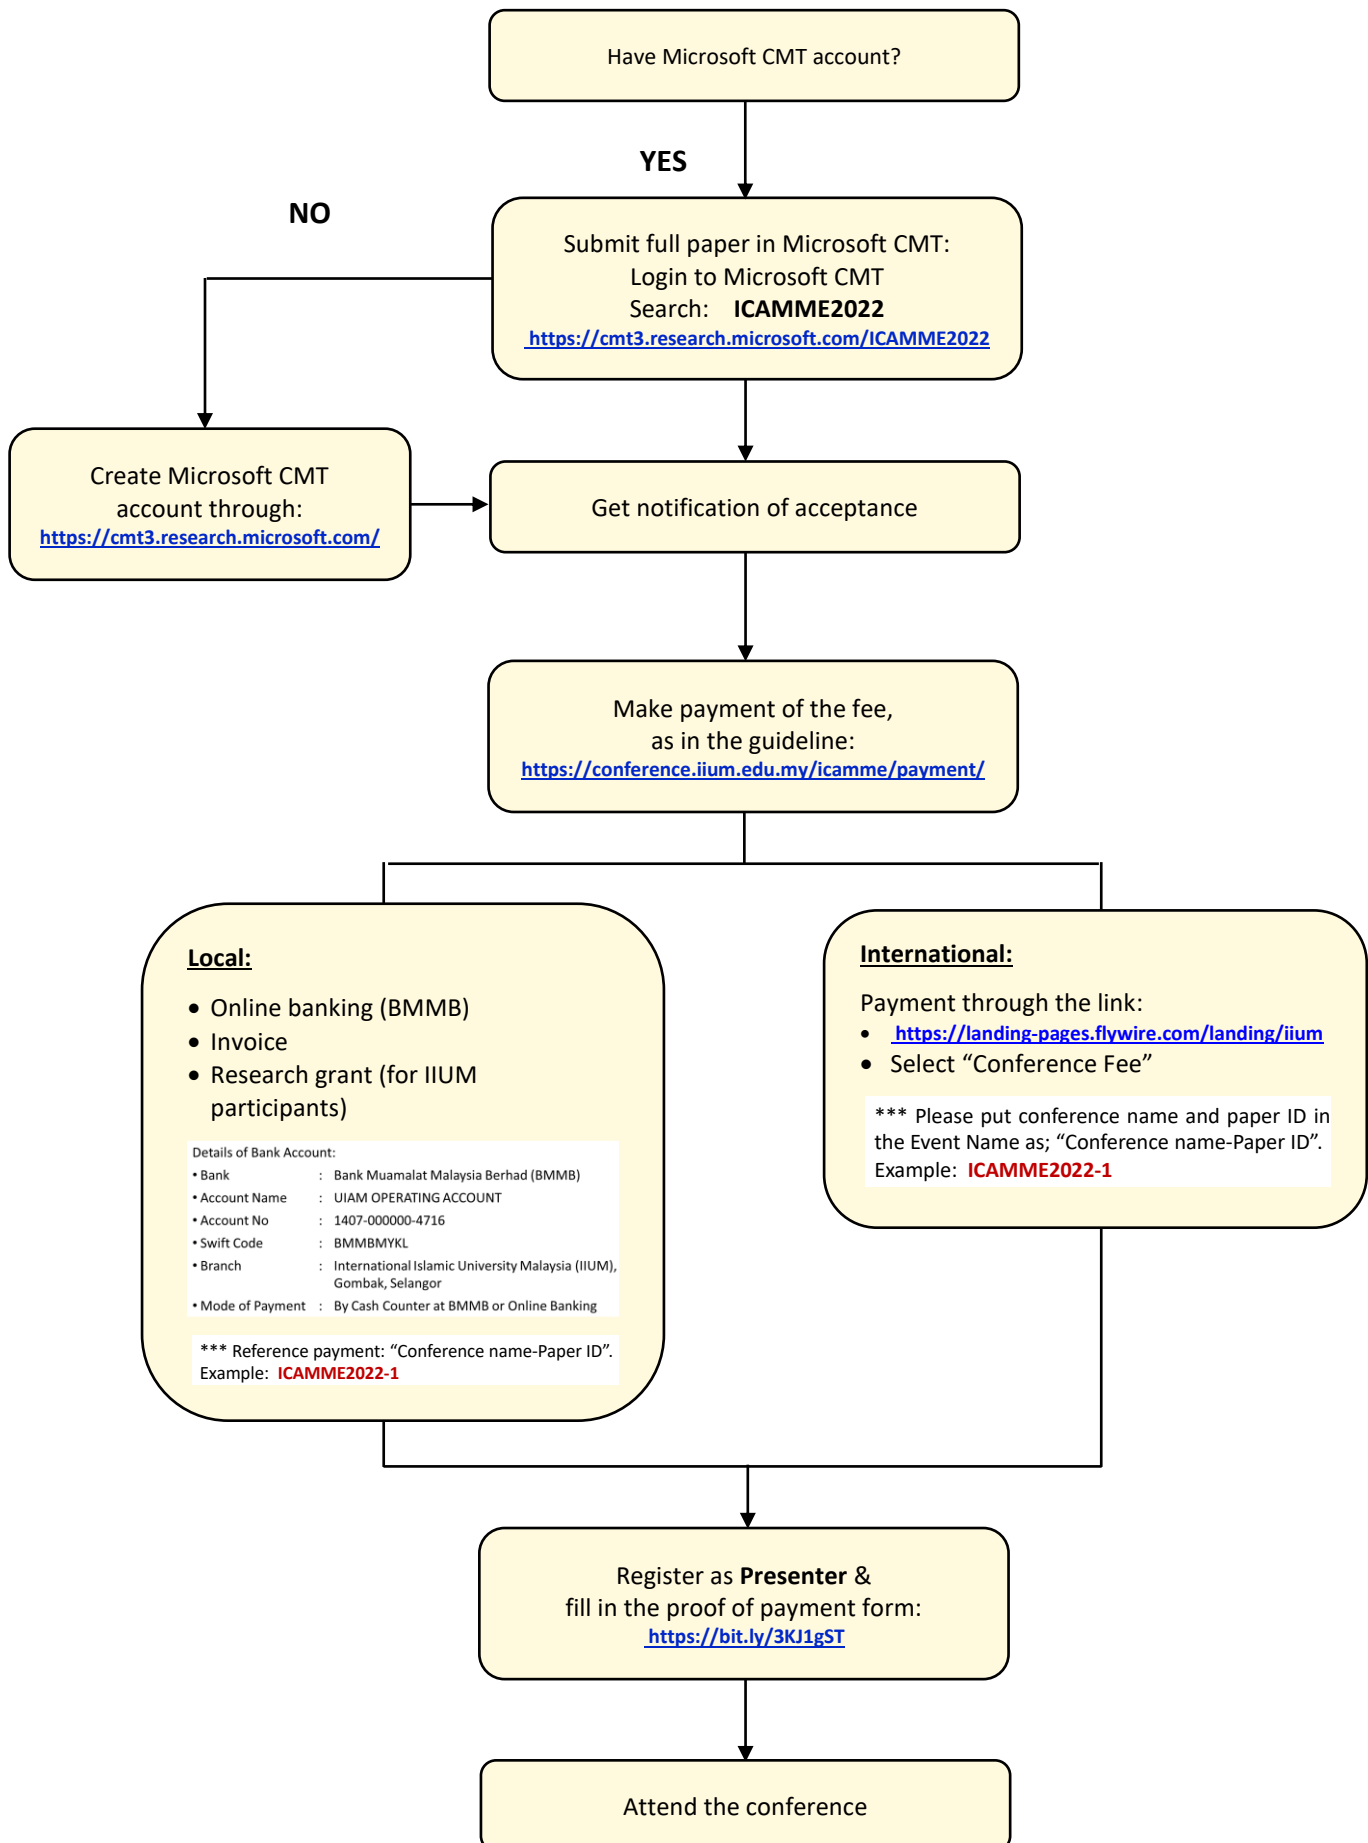 Have Microsoft CMT account?
YES
NO
Submit full paper in Microsoft CMT:
Login to Microsoft CMT
Search: ICAMME2022
https://cmt3.research.microsoft.com/ICAMME2022
Create Microsoft CMT
account through:
https://cmt3.research.microsoft.com/
Get notification of acceptance
Make payment of the fee,
as in the guideline:
https://conference.iium.edu.my/icamme/payment/
Local:
• Online banking (BMMB)
• Invoice
• Research grant (for IIUM
participants)
Details of Bank Account:
• Bank : Bank Muamalat Malaysia Berhad (BMMB)
• Account Name : UIAM OPERATING ACCOUNT
• Account No : 1407-000000-4716
• Swift Code : BMMBMYKL
• Branch : International Islamic University Malaysia (IIUM),
Gombak, Selangor
• Mode of Payment : By Cash Counter at BMMB or Online Banking
*** Reference payment: “Conference name-Paper ID”.
Example: ICAMME2022-1
International:
Payment through the link:
• https://landing-pages.flywire.com/landing/iium
• Select “Conference Fee”
*** Please put conference name and paper ID in
the Event Name as; “Conference name-Paper ID”.
Example: ICAMME2022-1
Register as Presenter &
fill in the proof of payment form:
https://bit.ly/3KJ1gST
Attend the conference